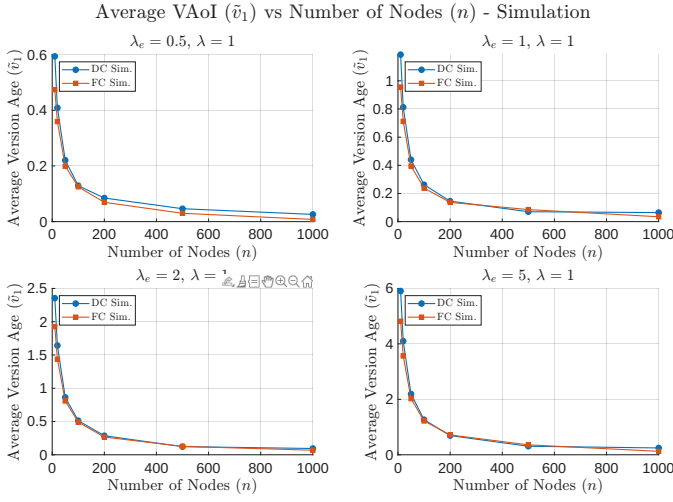 Average VAoI (ṽ₁) vs Number of Nodes (n) - Simulation
λₑ = 0.5, λ = 1
Average Version Age (ṽ₁)
0.6
0.4
0.2
0
DC Sim.
FC Sim.
0 200 400 600 800 1000
Number of Nodes (n)
λₑ = 1, λ = 1
Average Version Age (ṽ₁)
1
0.8
0.6
0.4
0.2
0
DC Sim.
FC Sim.
0 200 400 600 800 1000
Number of Nodes (n)
λₑ = 2, λ = 1
Average Version Age (ṽ₁)
2.5
2
1.5
1
0.5
0
DC Sim.
FC Sim.
0 200 400 600 800 1000
Number of Nodes (n)
λₑ = 5, λ = 1
Average Version Age (ṽ₁)
6
4
2
0
DC Sim.
FC Sim.
0 200 400 600 800 1000
Number of Nodes (n)